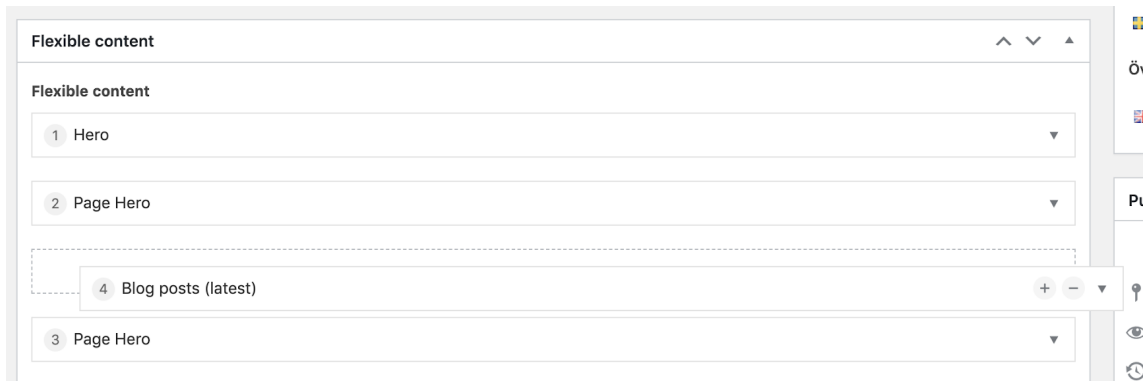 Flexible content
Flexible content
1 Hero
2 Page Hero
4 Blog posts (latest)
3 Page Hero
Öv
Pu